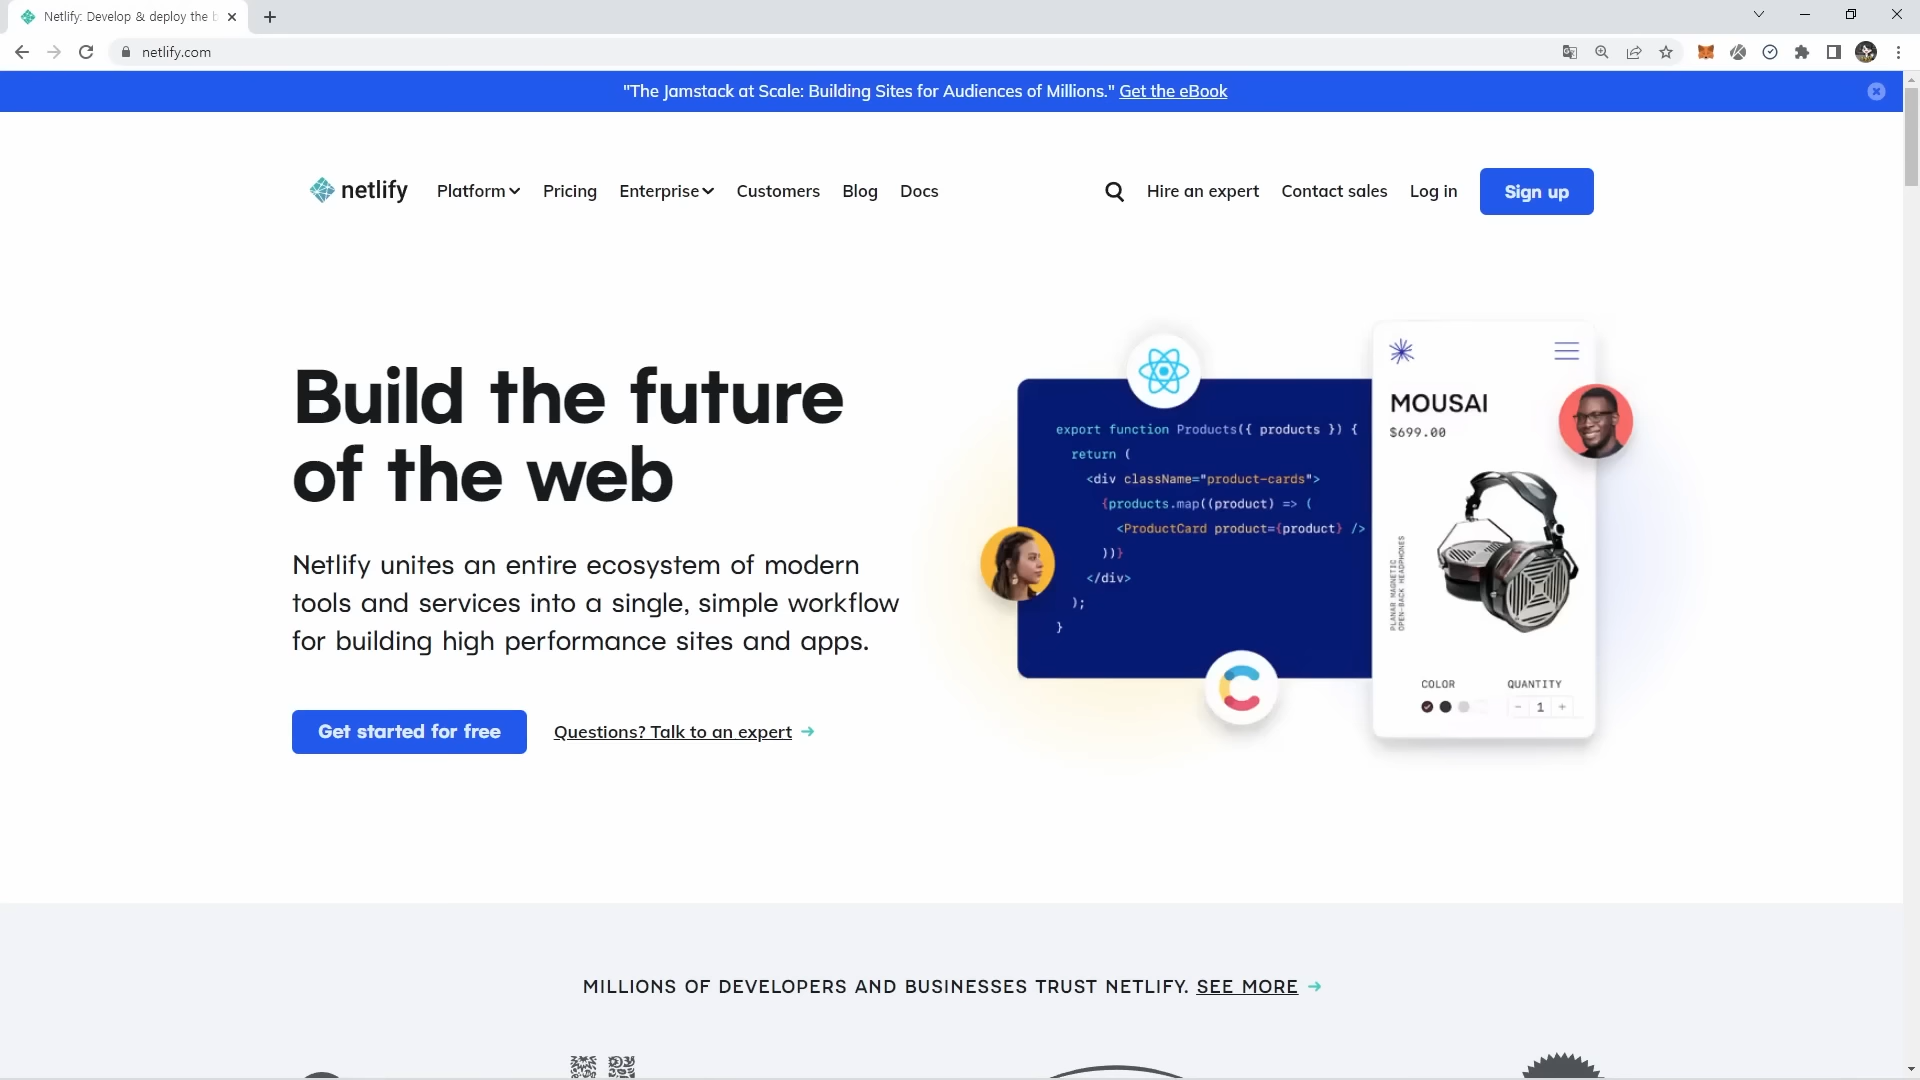 Netlify: Develop & deploy the b
netlify.com
"The Jamstack at Scale: Building Sites for Audiences of Millions." Get the eBook
netlify Platform Pricing Enterprise Customers Blog Docs Hire an expert Contact sales Log in Sign up
Build the future
of the web
Netlify unites an entire ecosystem of modern
tools and services into a single, simple workflow
for building high performance sites and apps.
Get started for free Questions? Talk to an expert →
export function Products({ products }) {
return (
<div className="product-cards">
{products.map((product) => (
<ProductCard product={product} />
))}
</div>
);
}
MOUSAI
$699.00
PLANAR MAGNETIC
OPEN-BACK HEADPHONES
COLOR QUANTITY
- 1 +
MILLIONS OF DEVELOPERS AND BUSINESSES TRUST NETLIFY. SEE MORE →